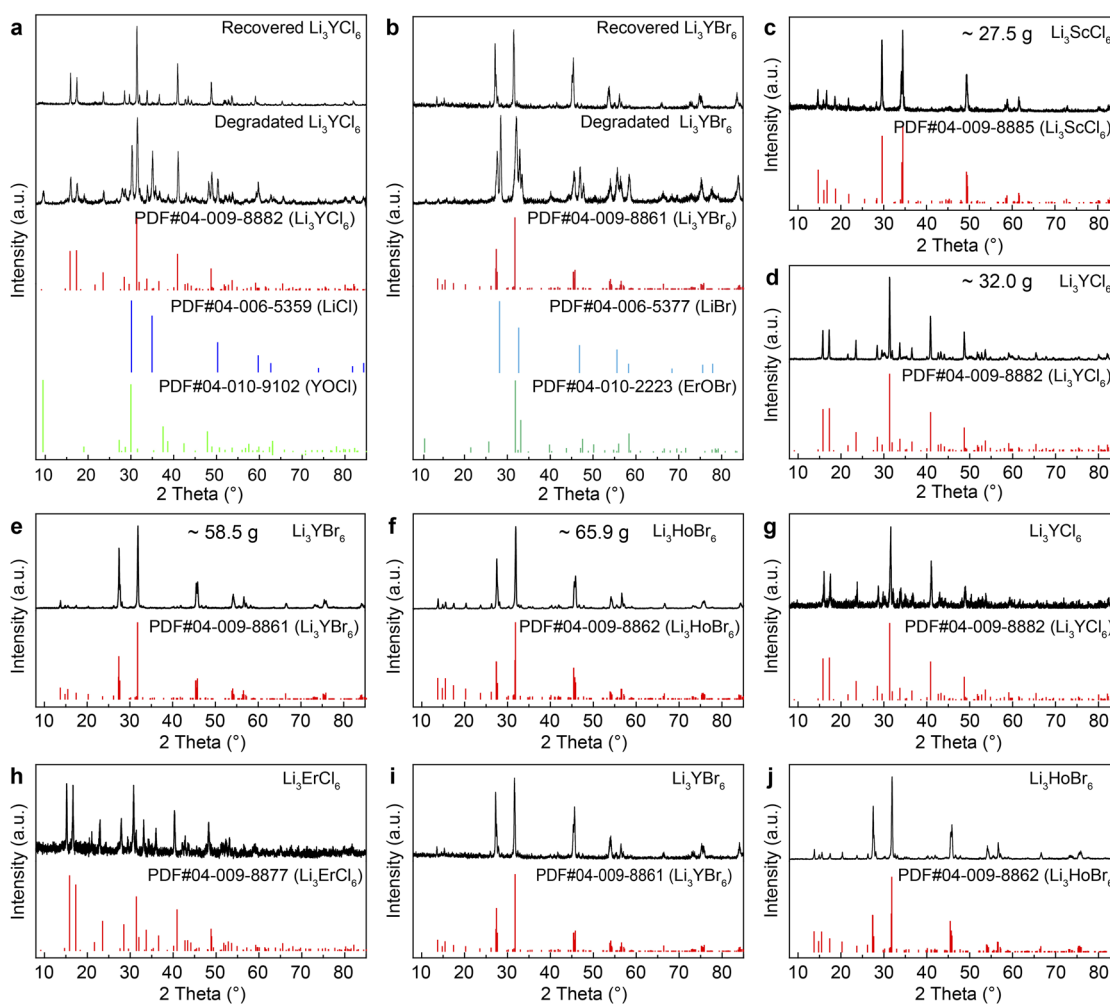 a
Recovered Li₃YCl₆
Degraded Li₃YCl₆
PDF#04-009-8882 (Li₃YCl₆)
PDF#04-006-5359 (LiCl)
PDF#04-010-9102 (YOCl)
Intensity (a.u.)
10 20 30 40 50 60 70 80
2 Theta (°)
b
Recovered Li₃YBr₆
Degraded Li₃YBr₆
PDF#04-009-8861 (Li₃YBr₆)
PDF#04-006-5377 (LiBr)
PDF#04-010-2223 (ErOBr)
Intensity (a.u.)
10 20 30 40 50 60 70 80
2 Theta (°)
c
~ 27.5 g Li₃ScCl₆
PDF#04-009-8885 (Li₃ScCl₆)
Intensity (a.u.)
10 20 30 40 50 60 70 80
2 Theta (°)
d
~ 32.0 g Li₃YCl₆
PDF#04-009-8882 (Li₃YCl₆)
Intensity (a.u.)
10 20 30 40 50 60 70 80
2 Theta (°)
e
~ 58.5 g Li₃YBr₆
PDF#04-009-8861 (Li₃YBr₆)
Intensity (a.u.)
10 20 30 40 50 60 70 80
2 Theta (°)
f
~ 65.9 g Li₃HoBr₆
PDF#04-009-8862 (Li₃HoBr₆)
Intensity (a.u.)
10 20 30 40 50 60 70 80
2 Theta (°)
g
Li₃YCl₆
PDF#04-009-8882 (Li₃YCl₆)
Intensity (a.u.)
10 20 30 40 50 60 70 80
2 Theta (°)
h
Li₃ErCl₆
PDF#04-009-8877 (Li₃ErCl₆)
Intensity (a.u.)
10 20 30 40 50 60 70 80
2 Theta (°)
i
Li₃YBr₆
PDF#04-009-8861 (Li₃YBr₆)
Intensity (a.u.)
10 20 30 40 50 60 70 80
2 Theta (°)
j
Li₃HoBr₆
PDF#04-009-8862 (Li₃HoBr₆
Intensity (a.u.)
10 20 30 40 50 60 70 80
2 Theta (°)